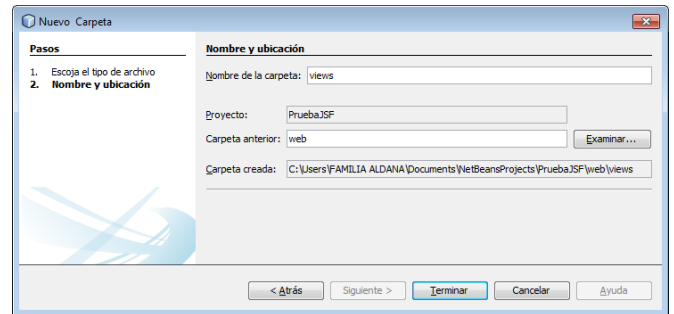 Nuevo Carpeta
Pasos
1. Escoja el tipo de archivo
2. Nombre y ubicación
Nombre y ubicación
Nombre de la carpeta: views
Proyecto: PruebaJSF
Carpeta anterior: web Examinar...
Carpeta creada: C:\Users\FAMILIA ALDANA\Documents\NetBeansProjects\PruebaJSF\web\views
< Atrás Siguiente > Terminar Cancelar Ayuda